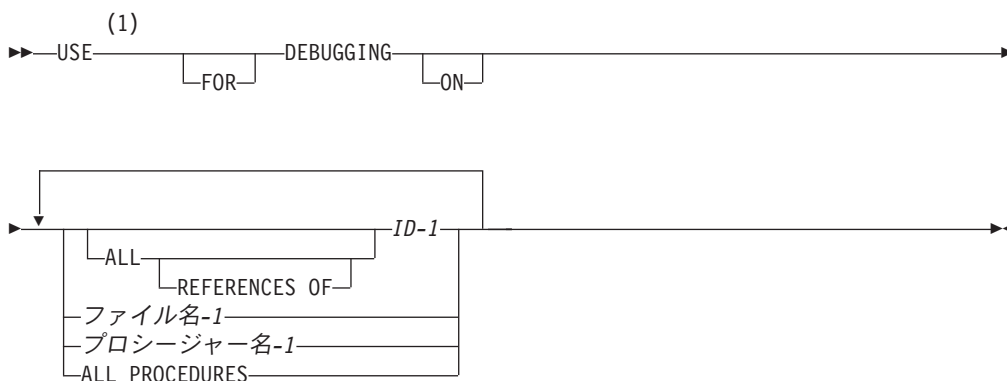 (1)
USE DEBUGGING
FOR ON
ID-1
ALL
REFERENCES OF
ファイル名-1
プロシージャー名-1
ALL PROCEDURES